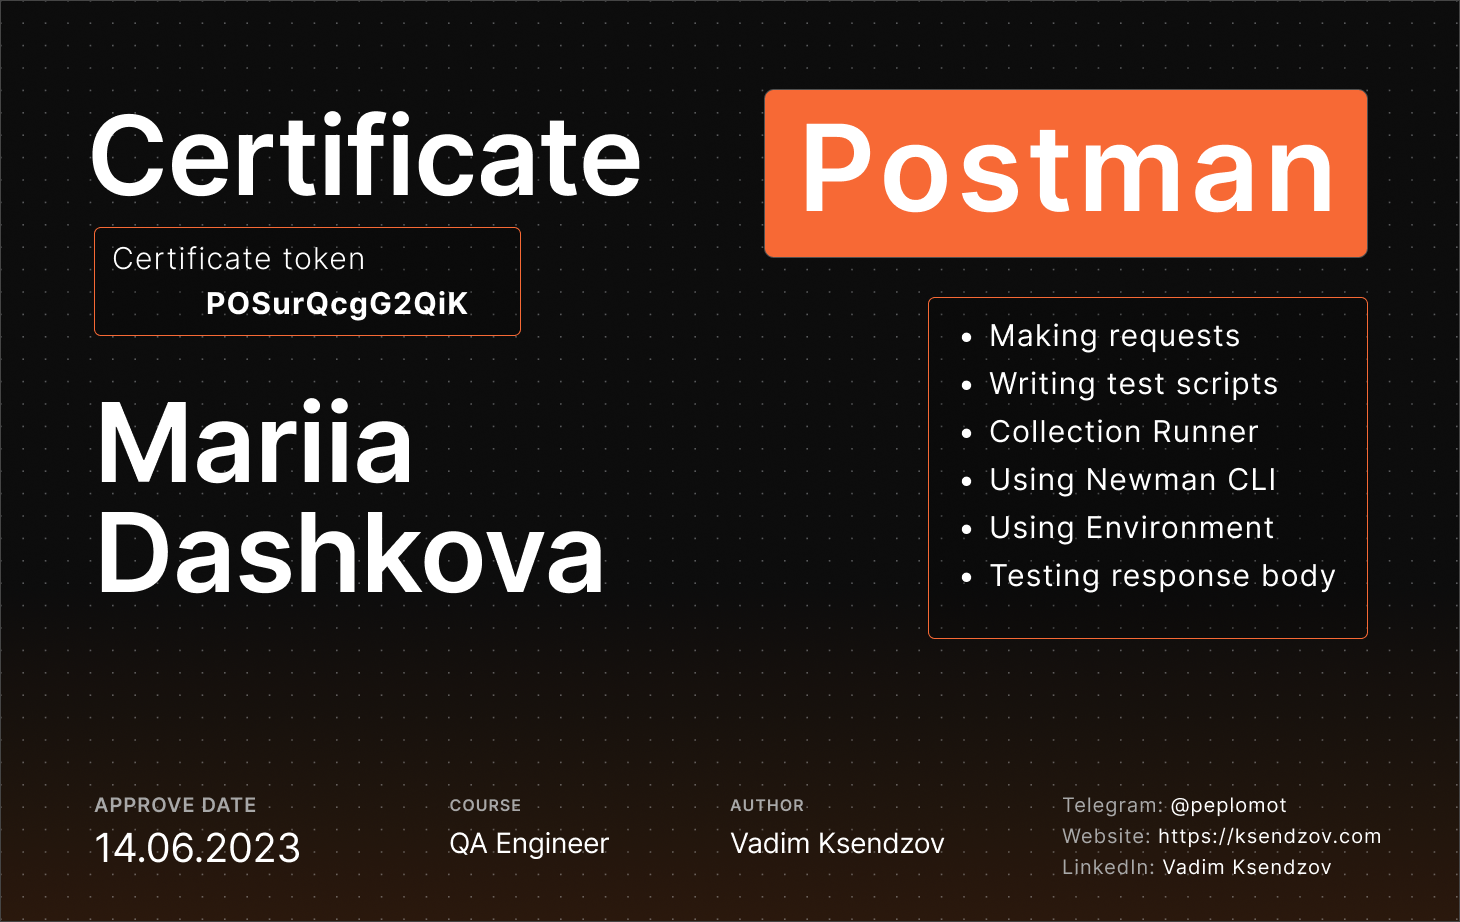 Certificate
Certificate token
POSurQcgG2QiK
Mariia
Dashkova
Postman
• Making requests
• Writing test scripts
• Collection Runner
• Using Newman CLI
• Using Environment
• Testing response body
APPROVE DATE
14.06.2023
COURSE
QA Engineer
AUTHOR
Vadim Ksendzov
Telegram: @peplomot
Website: https://ksendzov.com
LinkedIn: Vadim Ksendzov